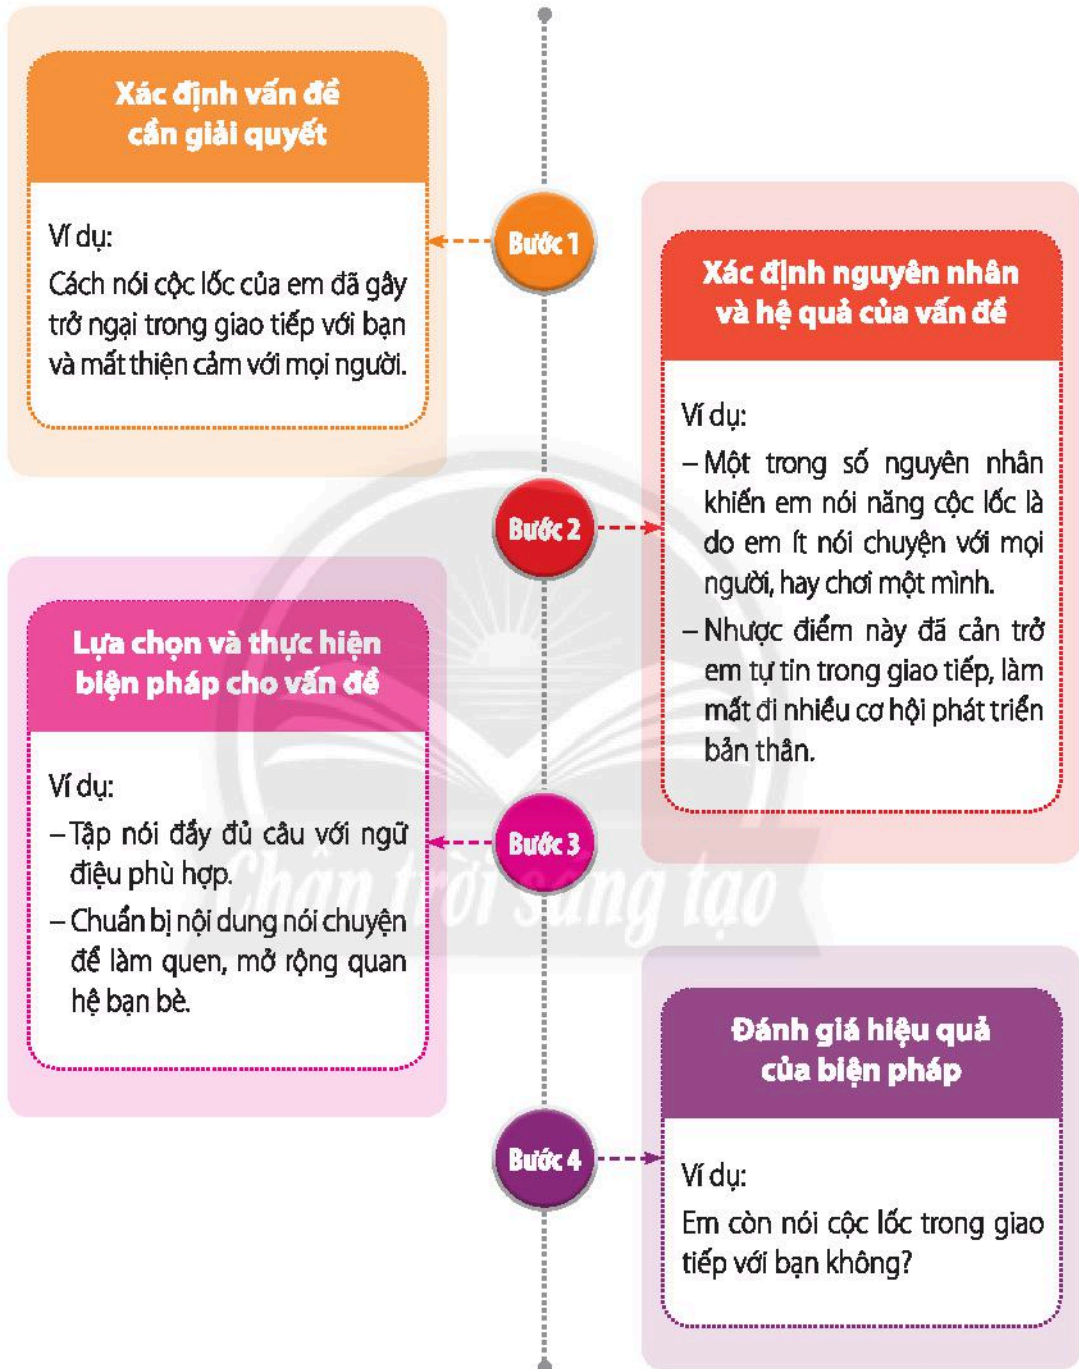 Xác định vấn đề
cần giải quyết
Ví dụ:
Cách nói cộc lốc của em đã gây
trở ngại trong giao tiếp với bạn
và mất thiện cảm với mọi người.
Bước 1
Xác định nguyên nhân
và hệ quả của vấn đề
Ví dụ:
– Một trong số nguyên nhân
khiến em nói năng cộc lốc là
do em ít nói chuyện với mọi
người, hay chơi một mình.
– Nhược điểm này đã cản trở
em tự tin trong giao tiếp, làm
mất đi nhiều cơ hội phát triển
bản thân.
Bước 2
Lựa chọn và thực hiện
biện pháp cho vấn đề
Ví dụ:
– Tập nói đầy đủ câu với ngữ
điệu phù hợp.
– Chuẩn bị nội dung nói chuyện
để làm quen, mở rộng quan
hệ bạn bè.
Bước 3
Chân trời sáng tạo
Đánh giá hiệu quả
của biện pháp
Ví dụ:
Em còn nói cộc lốc trong giao
tiếp với bạn không?
Bước 4